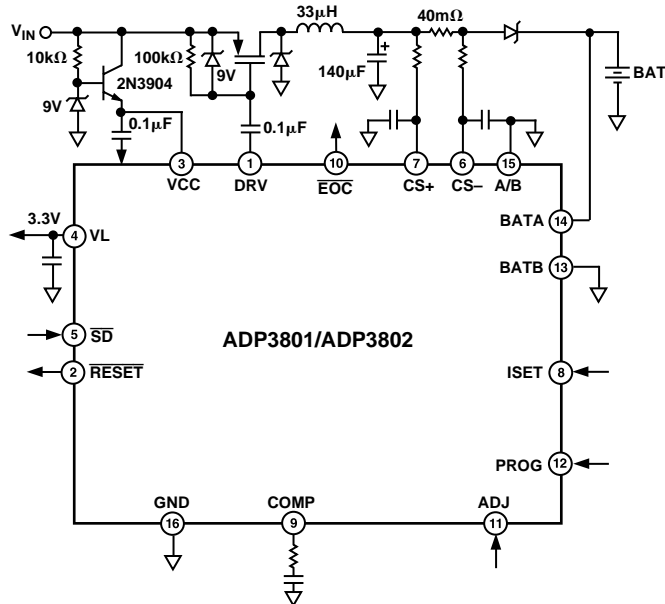 33μH
40mΩ
VIN
10kΩ
100kΩ
2N3904
9V
140μF
+
BAT
9V
0.1μF
0.1μF
3
1
10
7
6
15
VCC
DRV
EOC
CS+
CS–
A/B
3.3V
4
VL
BATA
14
BATB
13
5
SD
ADP3801/ADP3802
2
RESET
ISET
8
PROG
12
GND
COMP
ADJ
16
9
11